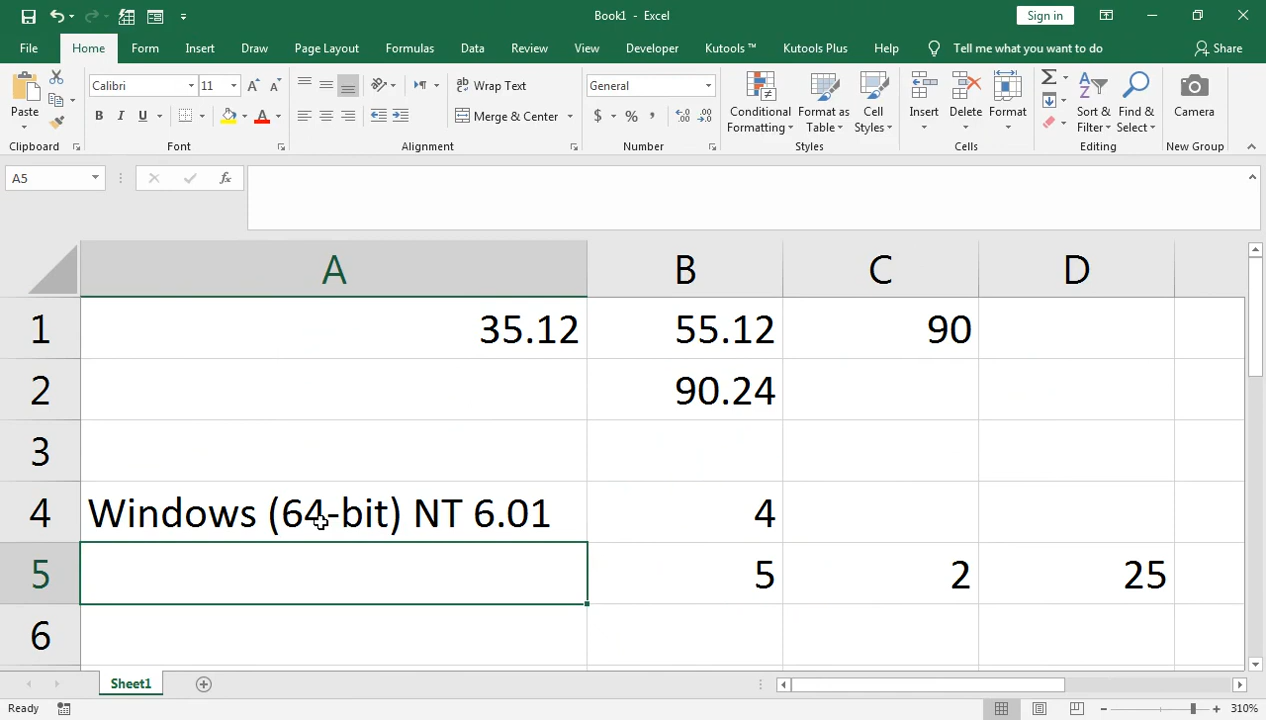 Book1 - Excel
Sign in
File Home Form Insert Draw Page Layout Formulas Data Review View Developer Kutools ™ Kutools Plus Help Tell me what you want to do Share
Paste
Calibri 11
Wrap Text
General
Conditional Formatting
Format as Table
Cell Styles
Insert
Delete
Format
Sort & Filter
Find & Select
Camera
B I U
Merge & Center
$ % ,
Clipboard Font Alignment Number Styles Cells Editing New Group
A5 fx
A B C D
1 35.12 55.12 90
2 90.24
3
4 Windows (64-bit) NT 6.01 4
5 5 2 25
6
Sheet1
Ready 310%